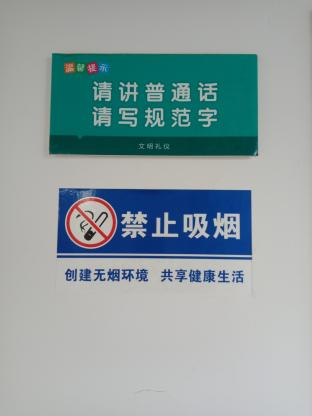 温馨提示
请讲普通话
请写规范字
文明礼仪
禁止吸烟
创建无烟环境 共享健康生活